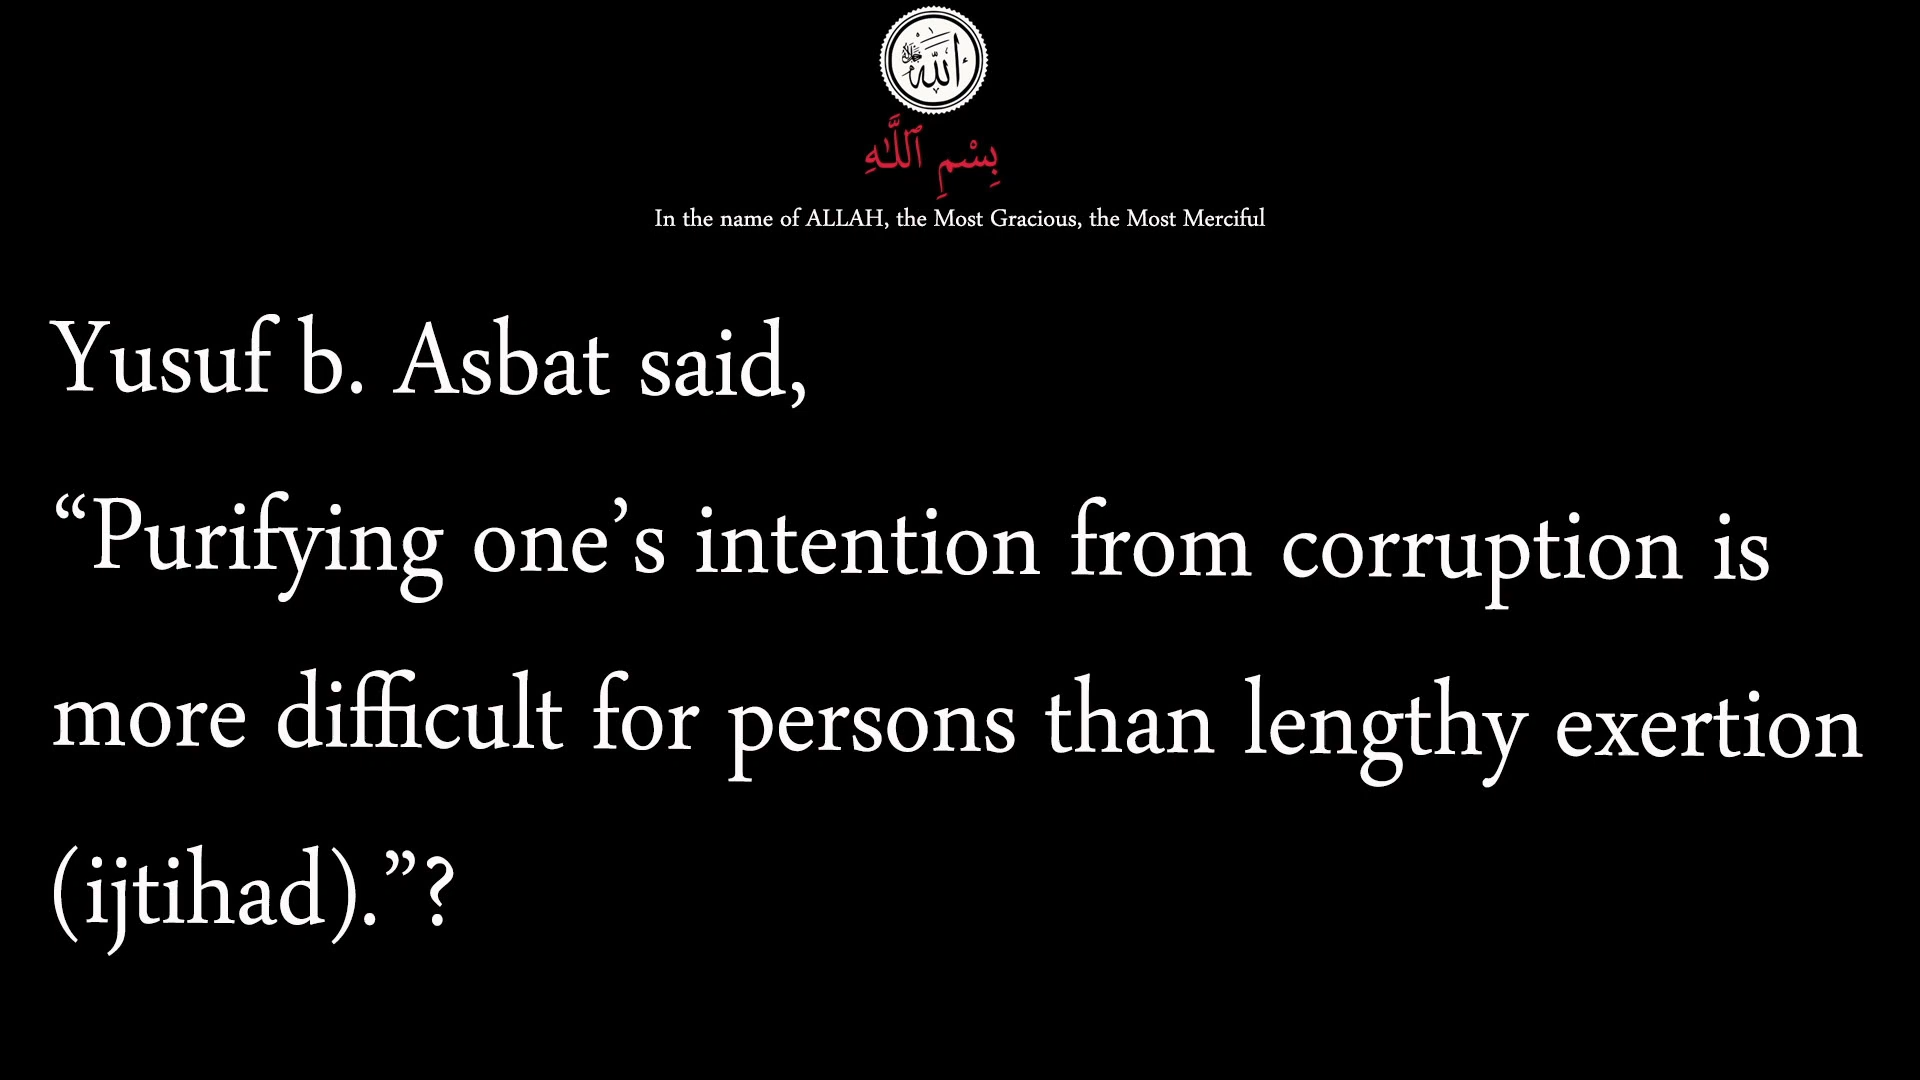 الله
بِسْمِ ٱللَّٰهِ
In the name of ALLAH, the Most Gracious, the Most Merciful
Yusuf b. Asbat said,
“Purifying one’s intention from corruption is
more difficult for persons than lengthy exertion
(ijtihad).”?